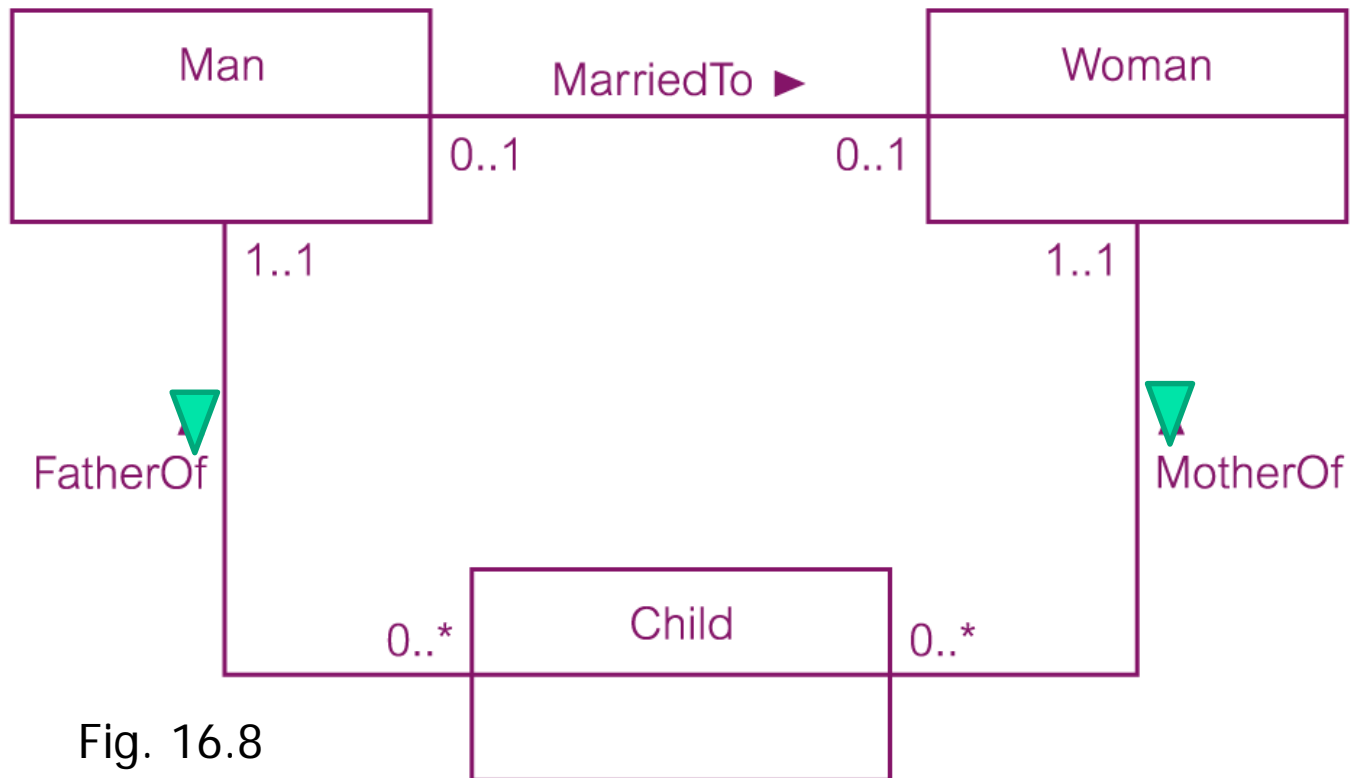 Man
MarriedTo ►
Woman
0..1
0..1
1..1
1..1
FatherOf
MotherOf
0..*
Child
0..*
Fig. 16.8